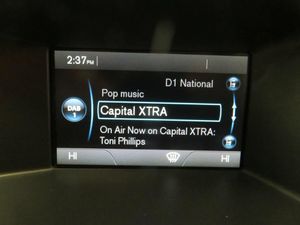 2:37PM
D1 National
Pop music
DAB
1
Capital XTRA
On Air Now on Capital XTRA:
Toni Phillips
HI
HI